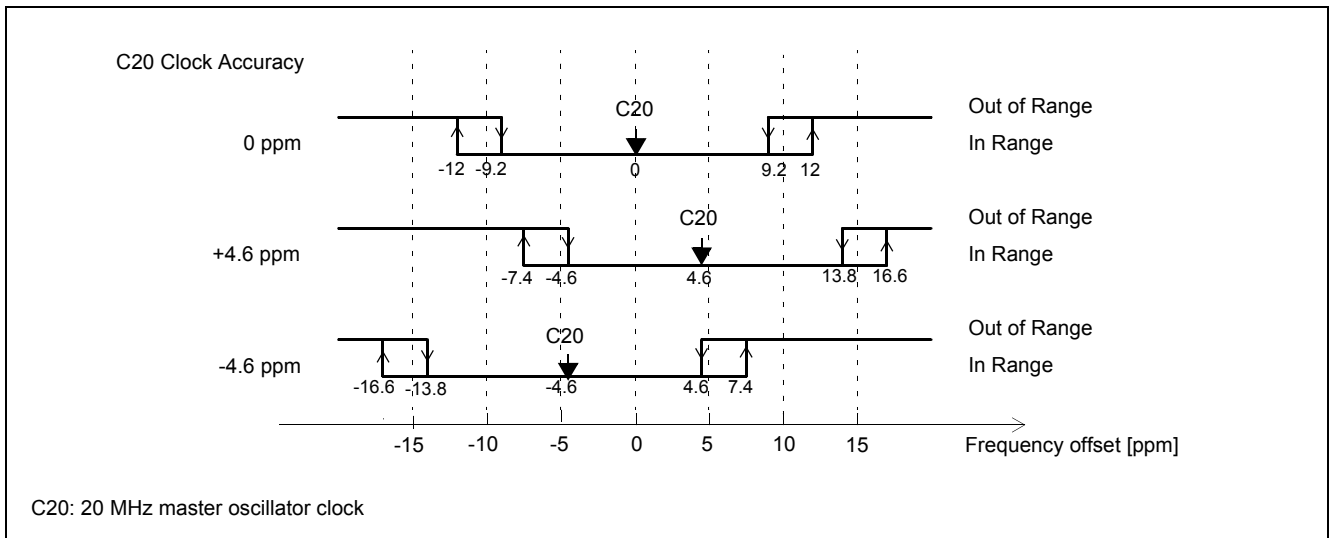 C20 Clock Accuracy
C20
Out of Range
0 ppm
In Range
-12 -9.2 0 9.2 12
C20
Out of Range
+4.6 ppm
In Range
-7.4 -4.6 4.6 13.8 16.6
C20
Out of Range
-4.6 ppm
In Range
-16.6 -13.8 -4.6 4.6 7.4
-15 -10 -5 0 5 10 15 Frequency offset [ppm]
C20: 20 MHz master oscillator clock